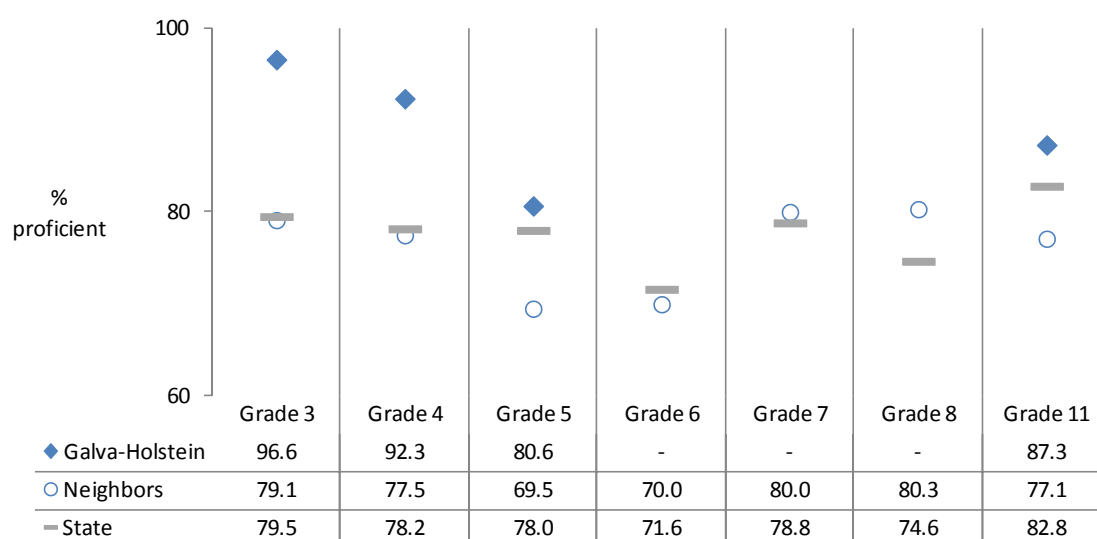 100
80
60
%
proficient
Grade 3 Grade 4 Grade 5 Grade 6 Grade 7 Grade 8 Grade 11
Galva-Holstein 96.6 92.3 80.6 - - - 87.3
Neighbors 79.1 77.5 69.5 70.0 80.0 80.3 77.1
State 79.5 78.2 78.0 71.6 78.8 74.6 82.8